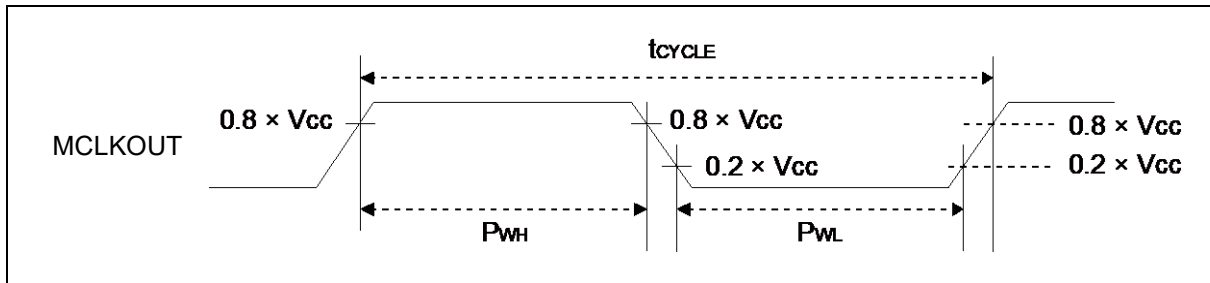 tCYCLE
0.8 × Vcc
0.8 × Vcc
0.8 × Vcc
MCLKOUT
0.2 × Vcc
0.2 × Vcc
PWH
PWL